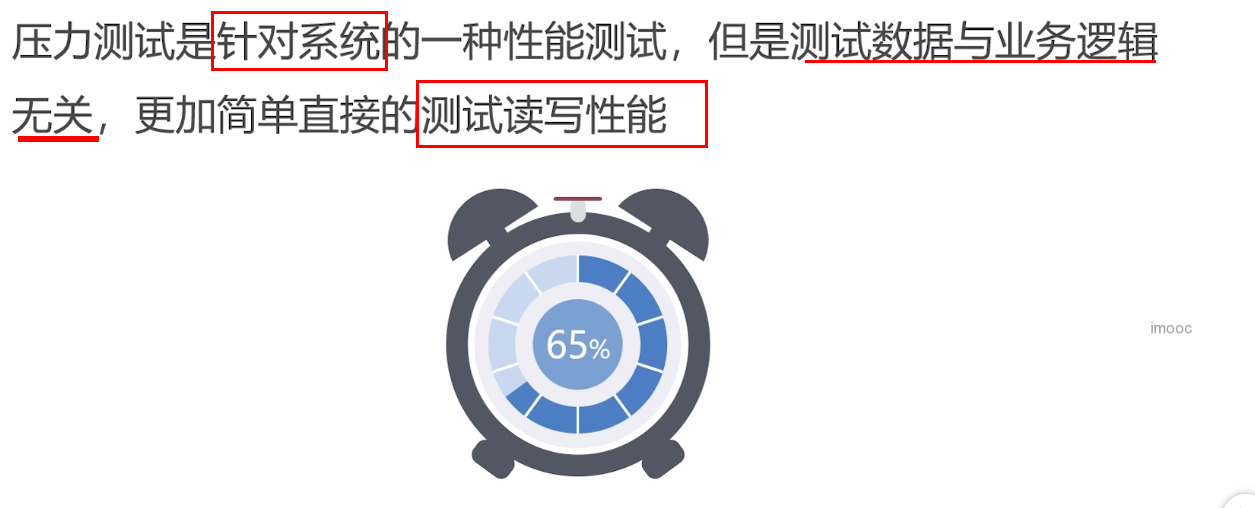 压力测试是针对系统的一种性能测试，但是测试数据与业务逻辑
无关，更加简单直接的测试读写性能
65%
imooc